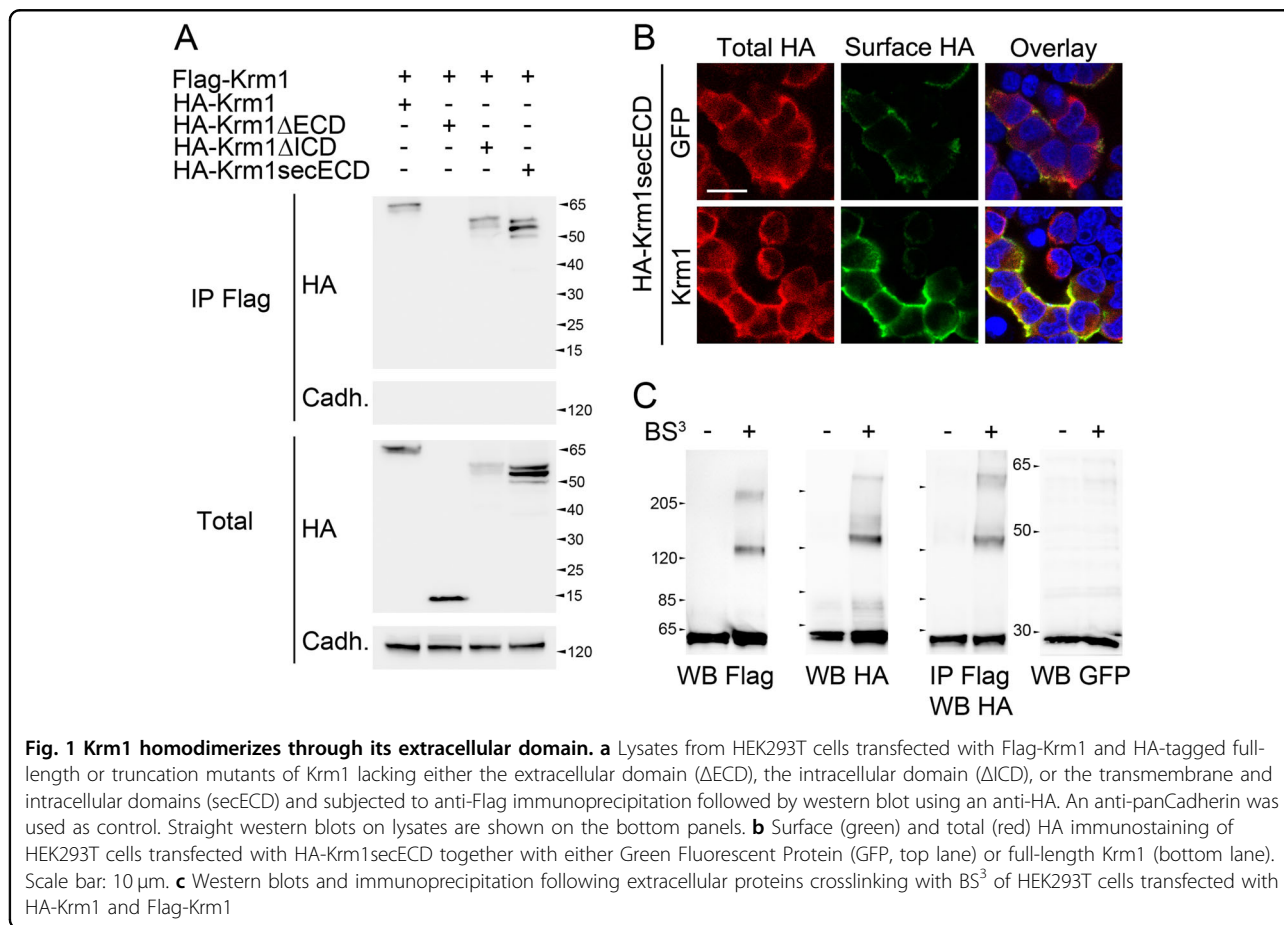 A
Flag-Krm1 + + + +
HA-Krm1 + - - -
HA-Krm1ΔECD - + - -
HA-Krm1ΔICD - - + -
HA-Krm1secECD - - - +
IP Flag
HA
65
50
40
30
25
15
Cadh.
120
Total
HA
65
50
40
30
25
15
Cadh.
120
B
Total HA Surface HA Overlay
HA-Krm1secECD
GFP
Krm1
C
BS³ - + - + - + - +
205
120
85
65
65
50
30
WB Flag WB HA IP Flag WB GFP
WB HA
Fig. 1 Krm1 homodimerizes through its extracellular domain. a Lysates from HEK293T cells transfected with Flag-Krm1 and HA-tagged full-
length or truncation mutants of Krm1 lacking either the extracellular domain (ΔECD), the intracellular domain (ΔICD), or the transmembrane and
intracellular domains (secECD) and subjected to anti-Flag immunoprecipitation followed by western blot using an anti-HA. An anti-panCadherin was
used as control. Straight western blots on lysates are shown on the bottom panels. b Surface (green) and total (red) HA immunostaining of
HEK293T cells transfected with HA-Krm1secECD together with either Green Fluorescent Protein (GFP, top lane) or full-length Krm1 (bottom lane).
Scale bar: 10 µm. c Western blots and immunoprecipitation following extracellular proteins crosslinking with BS³ of HEK293T cells transfected with
HA-Krm1 and Flag-Krm1